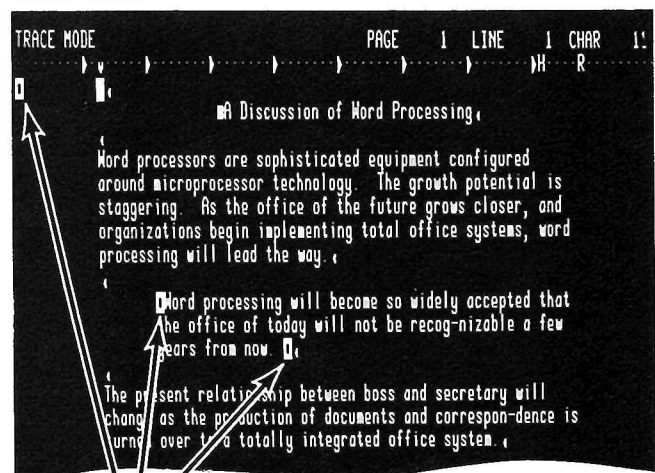 TRACE MODE PAGE 1 LINE 1 CHAR 11
H R
A Discussion of Word Processing
Word processors are sophisticated equipment configured
around microprocessor technology. The growth potential is
staggering. As the office of the future grows closer, and
organizations begin implementing total office systems, word
processing will lead the way.
Word processing will become so widely accepted that
the office of today will not be recog-nizable a few
years from now.
The present relationship between boss and secretary will
change as the production of documents and correspon-dence is
turned over to a totally integrated office system.